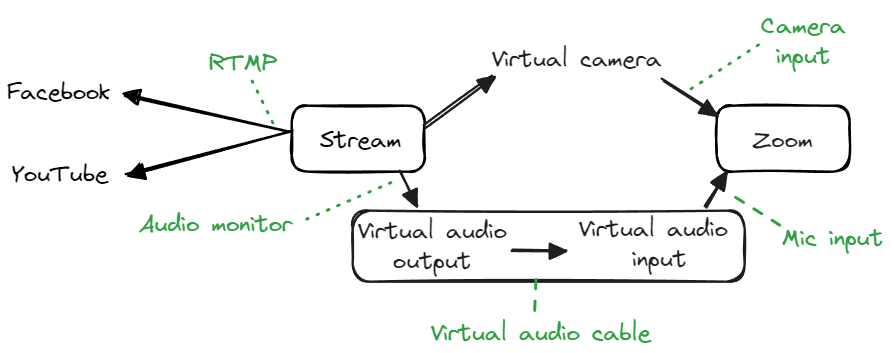 Camera
input
RTMP
Virtual camera
Facebook
Stream
Zoom
YouTube
Audio monitor
Virtual audio
output
Virtual audio
input
Mic input
Virtual audio cable